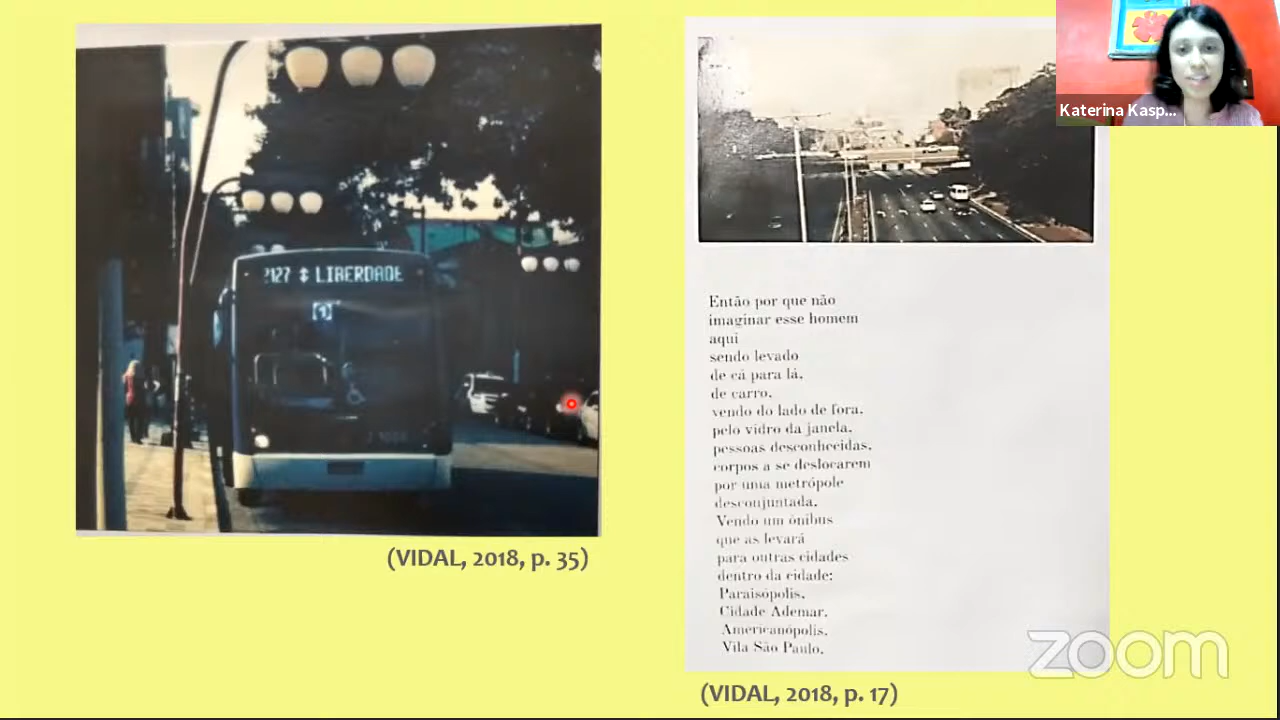 2127 LIBERDADE
(VIDAL, 2018, p. 35)
Então por que não
imaginar esse homem
aqui
sendo levado
de cá para lá,
de carro,
vendo do lado de fora,
pelo vidro da janela,
pessoas desconhecidas,
corpos a se deslocarem
por uma metrópole
desconjuntada.
Vendo um ônibus
que as levará
para outras cidades
dentro da cidade:
Paraisópolis,
Cidade Ademar,
Americanópolis,
Vila São Paulo.
(VIDAL, 2018, p. 17)
Katerina Kasp...
zoom